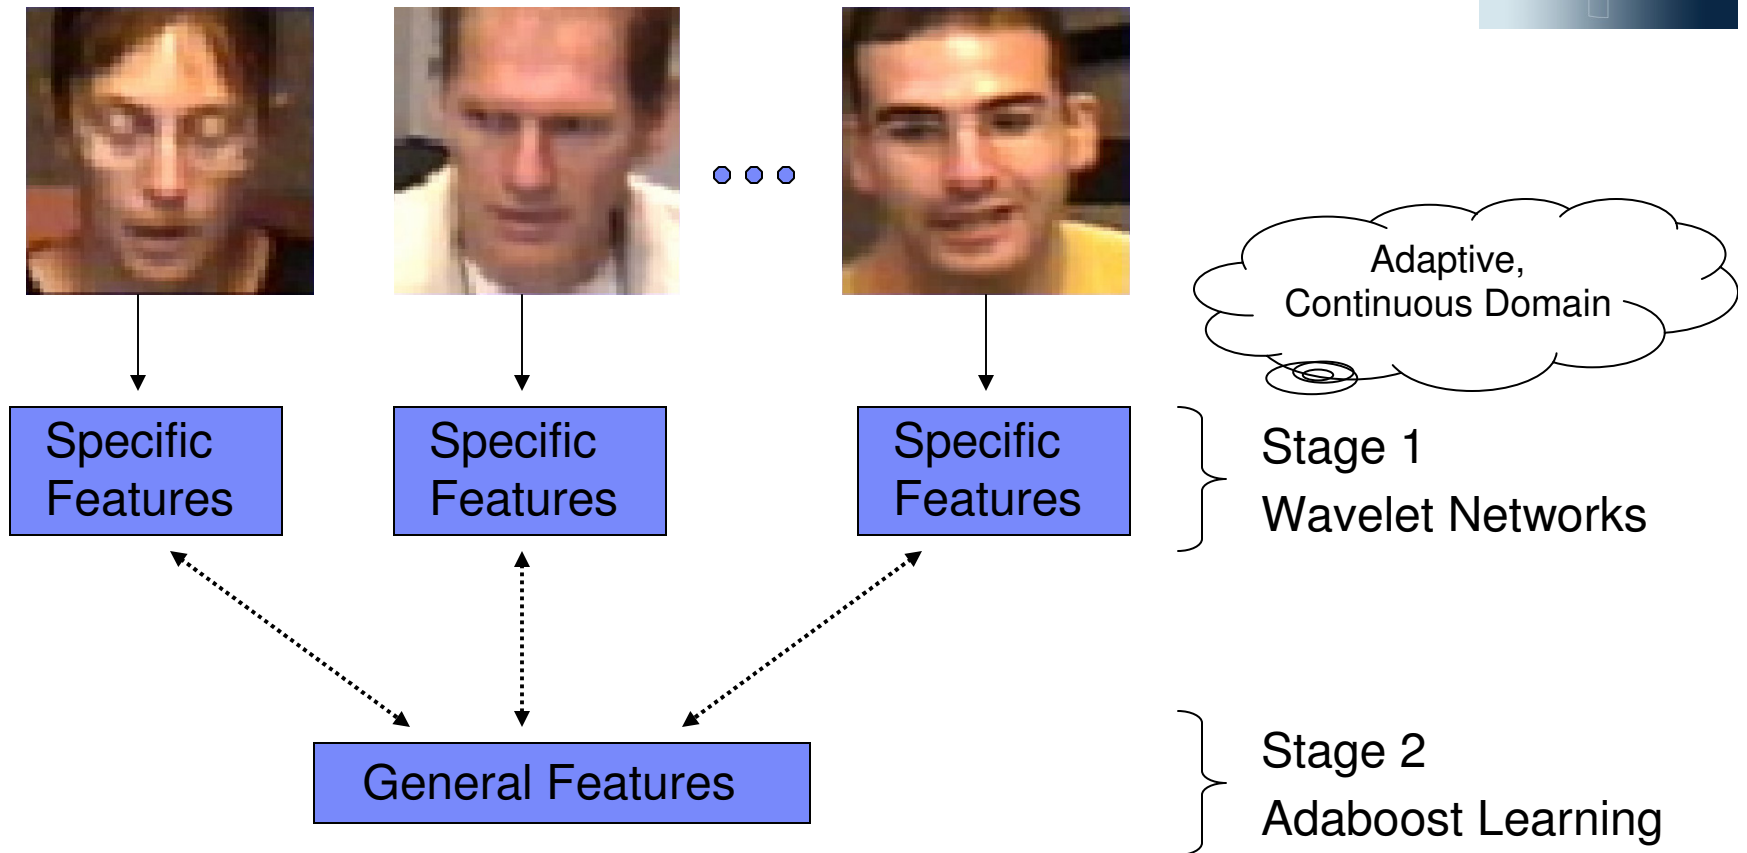 Adaptive,
Continuous Domain
Specific
Features
Specific
Features
Specific
Features
Stage 1
Wavelet Networks
General Features
Stage 2
Adaboost Learning